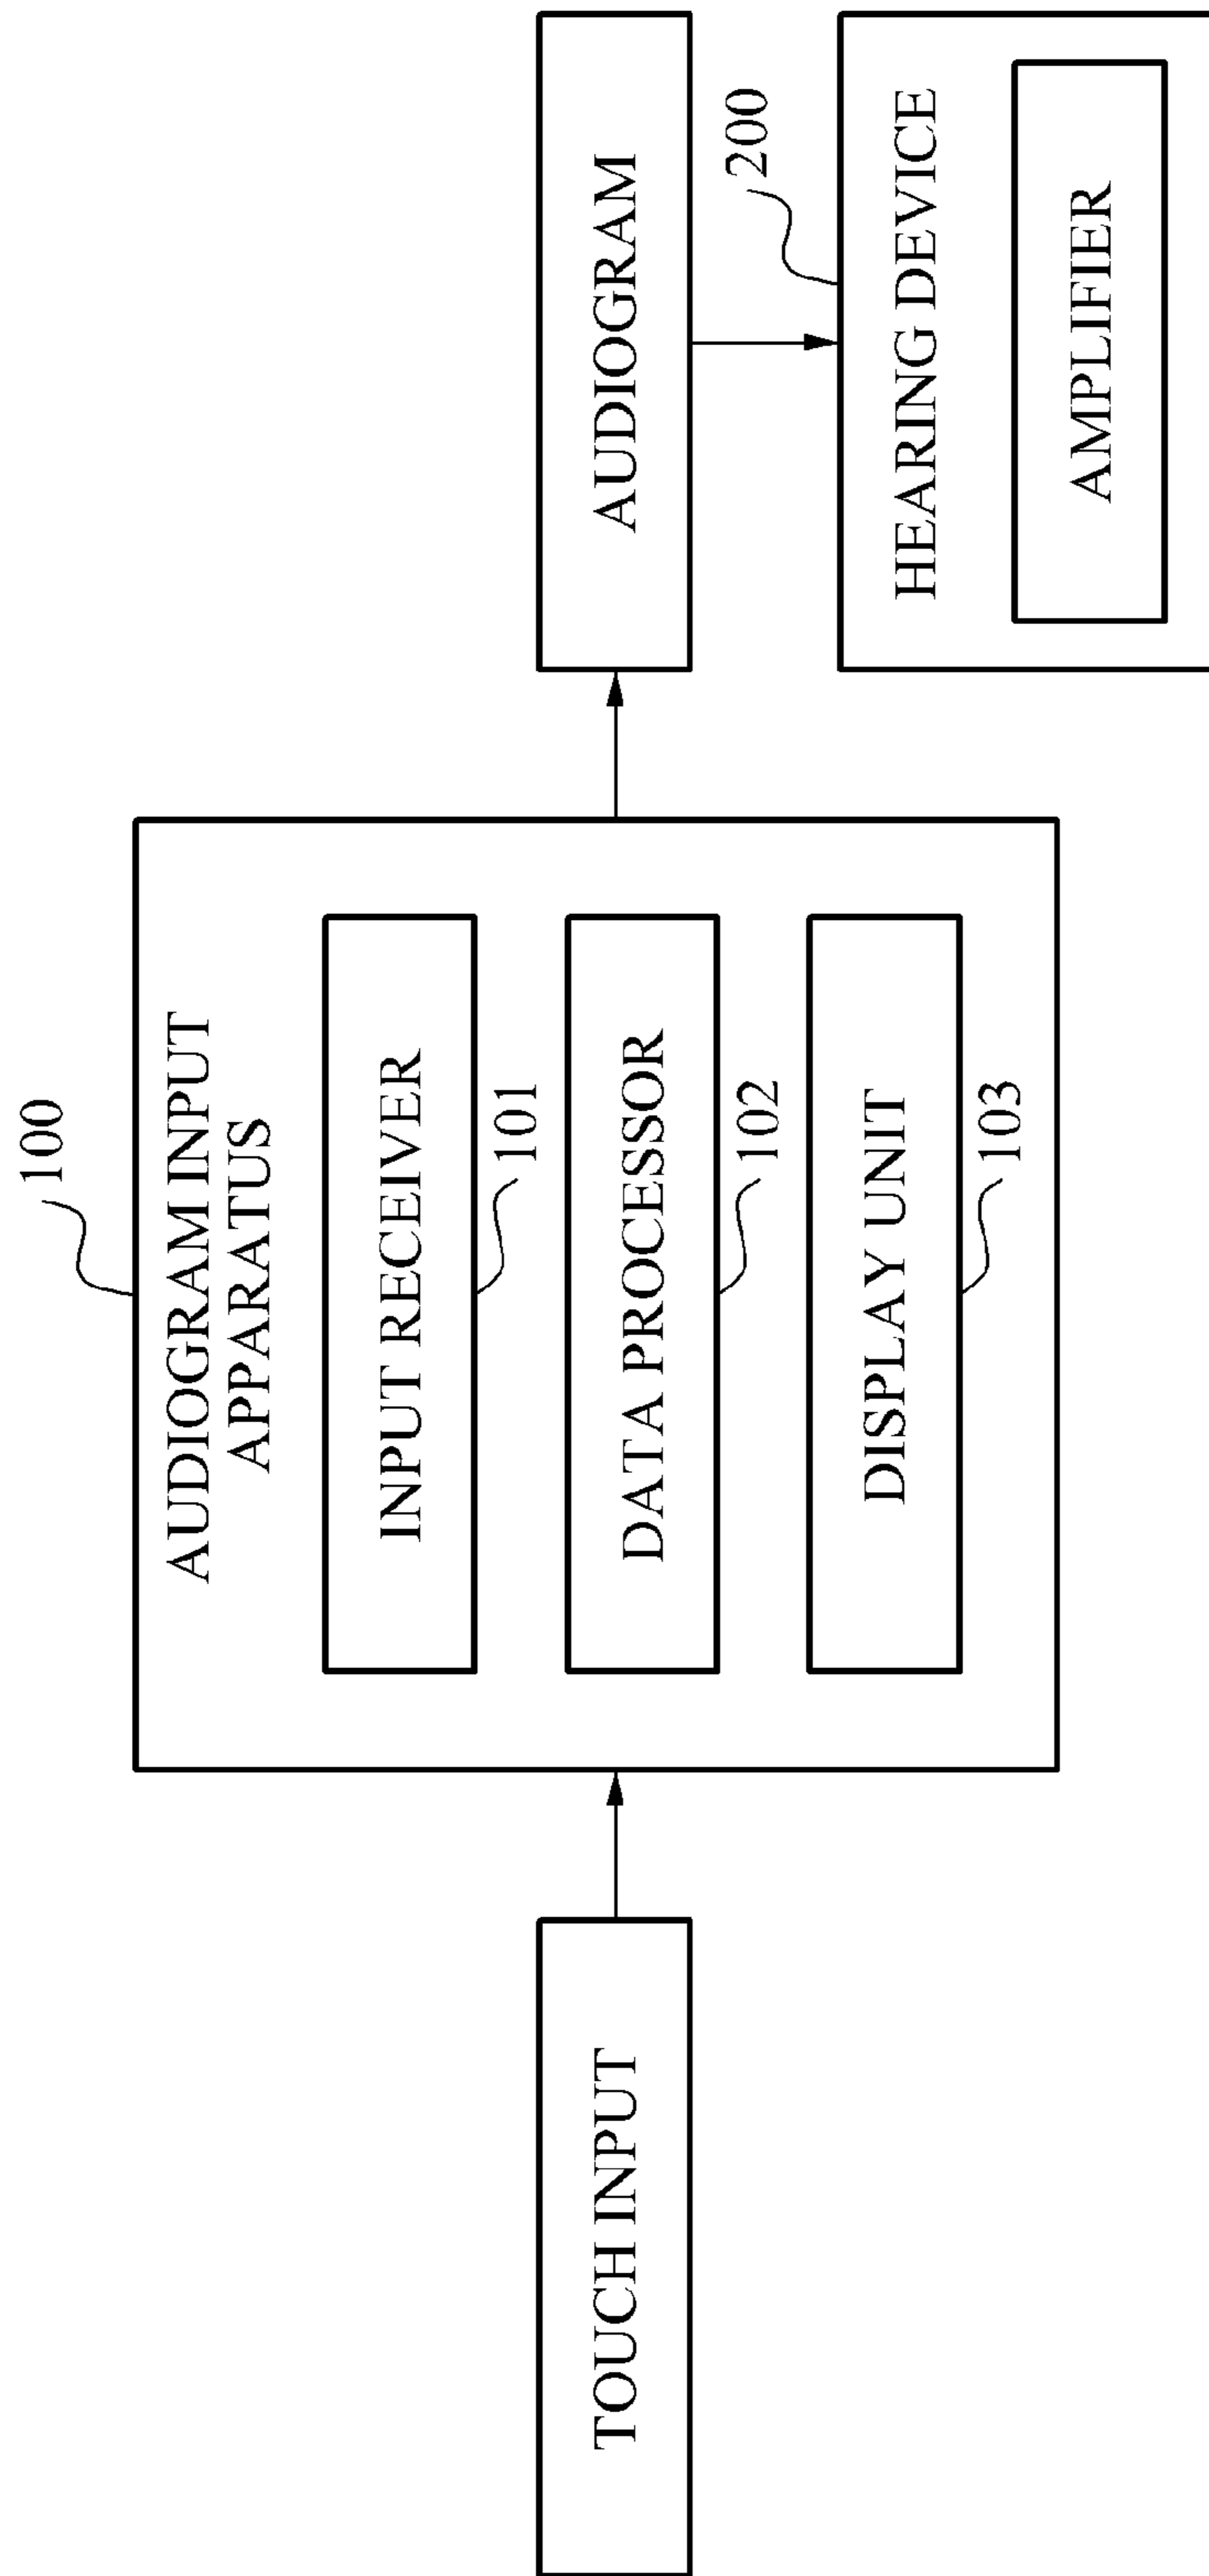 TOUCH INPUT
100
AUDIOGRAM INPUT
APPARATUS
INPUT RECEIVER
101
DATA PROCESSOR
102
DISPLAY UNIT
103
AUDIOGRAM
200
HEARING DEVICE
AMPLIFIER